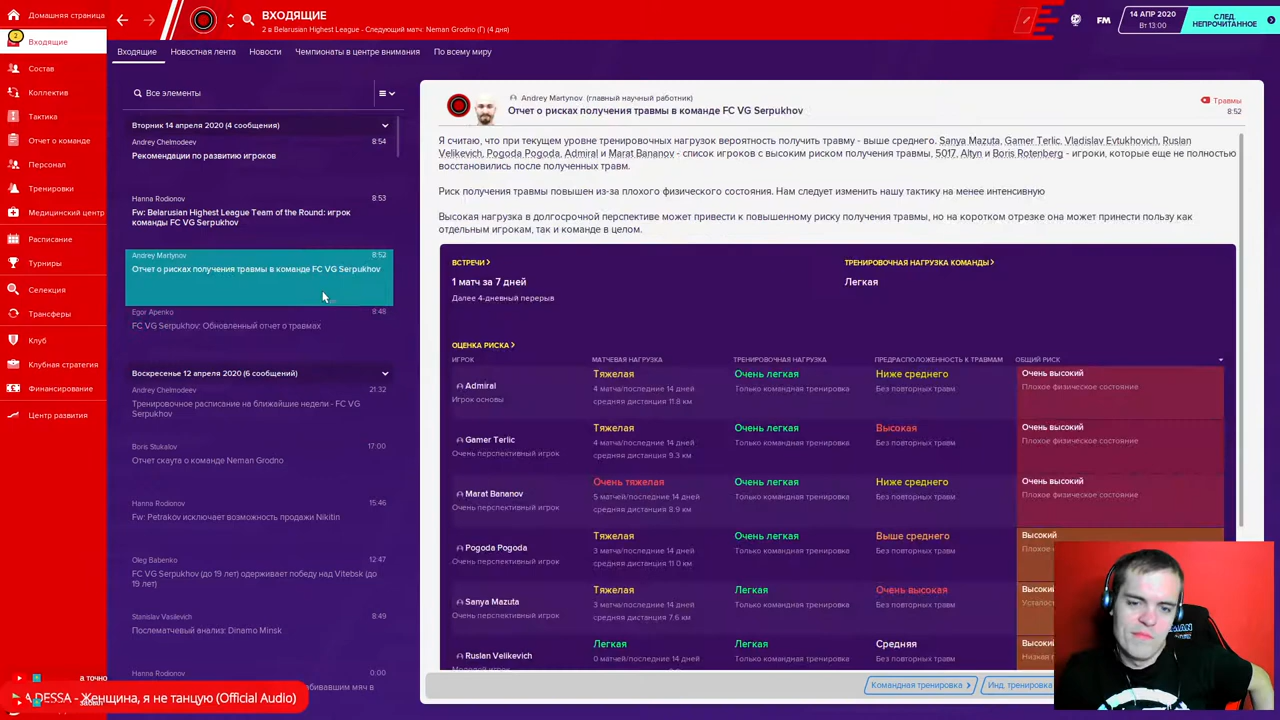 Домашняя страница
2
Входящие
Состав
Коллектив
Тактика
Отчет о команде
Персонал
Тренировки
Медицинский центр
Расписание
Турниры
Селекция
Трансферы
Клуб
Клубная стратегия
Финансирование
Центр развития
ВХОДЯЩИЕ
2 в Belarusian Highest League - Следующий матч: Neman Grodno (Г) (4 дня)
FM
14 АПР 2020
Вт 13:00
СЛЕД. НЕПРОЧИТАННОЕ
Входящие Новостная лента Новости Чемпионаты в центре внимания По всему миру
Все элементы
Вторник 14 апреля 2020 (4 сообщения)
Andrey Chelmodeev 8:54
Рекомендации по развитию игроков
Hanna Rodionov 8:53
Fw: Belarusian Highest League Team of the Round: игрок
команды FC VG Serpukhov
Andrey Martynov 8:52
Отчет о рисках получения травмы в команде FC VG Serpukhov
Egor Apenko 8:48
FC VG Serpukhov: Обновленный отчет о травмах
Воскресенье 12 апреля 2020 (6 сообщений)
Andrey Chelmodeev 21:32
Тренировочное расписание на ближайшие недели - FC VG
Serpukhov
Boris Stukalov 17:00
Отчет скаута о команде Neman Grodno
Hanna Rodionov 15:46
Fw: Petrakov исключает возможность продажи Nikitin
Oleg Babenko 12:47
FC VG Serpukhov (до 19 лет) одерживает победу над Vitebsk (до
19 лет)
Stanislav Vasilevich 8:49
Послематчевый анализ: Dinamo Minsk
Hanna Rodionov 0:00
Andrey Martynov (главный научный работник)
Отчет о рисках получения травмы в команде FC VG Serpukhov
Травмы
8:52
Я считаю, что при текущем уровне тренировочных нагрузок вероятность получить травму - выше среднего. Sanya Mazuta, Gamer Terlic, Vladislav Evtukhovich, Ruslan
Velikevich, Pogoda Pogoda, Admiral и Marat Bananov - список игроков с высоким риском получения травмы, 5017, Altyn и Boris Rotenberg - игроки, которые еще не полностью
восстановились после полученных травм.
Риск получения травмы повышен из-за плохого физического состояния. Нам следует изменить нашу тактику на менее интенсивную
Высокая нагрузка в долгосрочной перспективе может привести к повышенному риску получения травмы, но на коротком отрезке она может принести пользу как
отдельным игрокам, так и команде в целом.
ВСТРЕЧИ
1 матч за 7 дней
Далее 4-дневный перерыв
ТРЕНИРОВОЧНАЯ НАГРУЗКА КОМАНДЫ
Легкая
ОЦЕНКА РИСКА
ИГРОК МАТЧЕВАЯ НАГРУЗКА ТРЕНИРОВОЧНАЯ НАГРУЗКА ПРЕДРАСПОЛОЖЕННОСТЬ К ТРАВМАМ ОБЩИЙ РИСК
Тяжелая Очень легкая Ниже среднего Очень высокий
Admiral
4 матча/последние 14 дней Только командная тренировка Без повторных травм Плохое физическое состояние
Игрок основы
средняя дистанция 11.8 км
Тяжелая Очень легкая Высокая Очень высокий
Gamer Terlic
4 матча/последние 14 дней Только командная тренировка Без повторных травм Плохое физическое состояние
Очень перспективный игрок
средняя дистанция 9.3 км
Очень тяжелая Очень легкая Ниже среднего Очень высокий
Marat Bananov
5 матчей/последние 14 дней Только командная тренировка Без повторных травм Плохое физическое состояние
Очень перспективный игрок
средняя дистанция 8.9 км
Тяжелая Очень легкая Выше среднего Высокий
Pogoda Pogoda
3 матча/последние 14 дней Только командная тренировка Без повторных травм
Очень перспективный игрок
средняя дистанция 11.0 км
Тяжелая Легкая Очень высокая
Sanya Mazuta
3 матча/последние 14 дней Только командная тренировка Без повторных травм
Очень перспективный игрок
средняя дистанция 7.6 км
Легкая Легкая Средняя
Ruslan Velikevich
0 матчей/последние 14 дней Только командная тренировка Без повторных травм
Командная тренировка
Инд. тренировка
а точно
DESSA - Женщина, я не танцую (Official Audio)